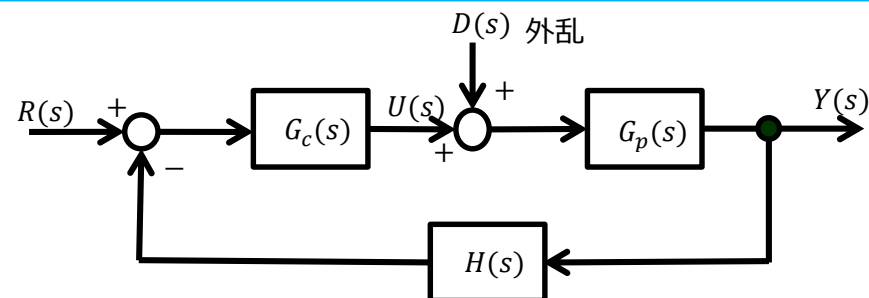 D(s) 外乱
R(s)
+
−
G_c(s)
U(s)
+
+
G_p(s)
Y(s)
H(s)